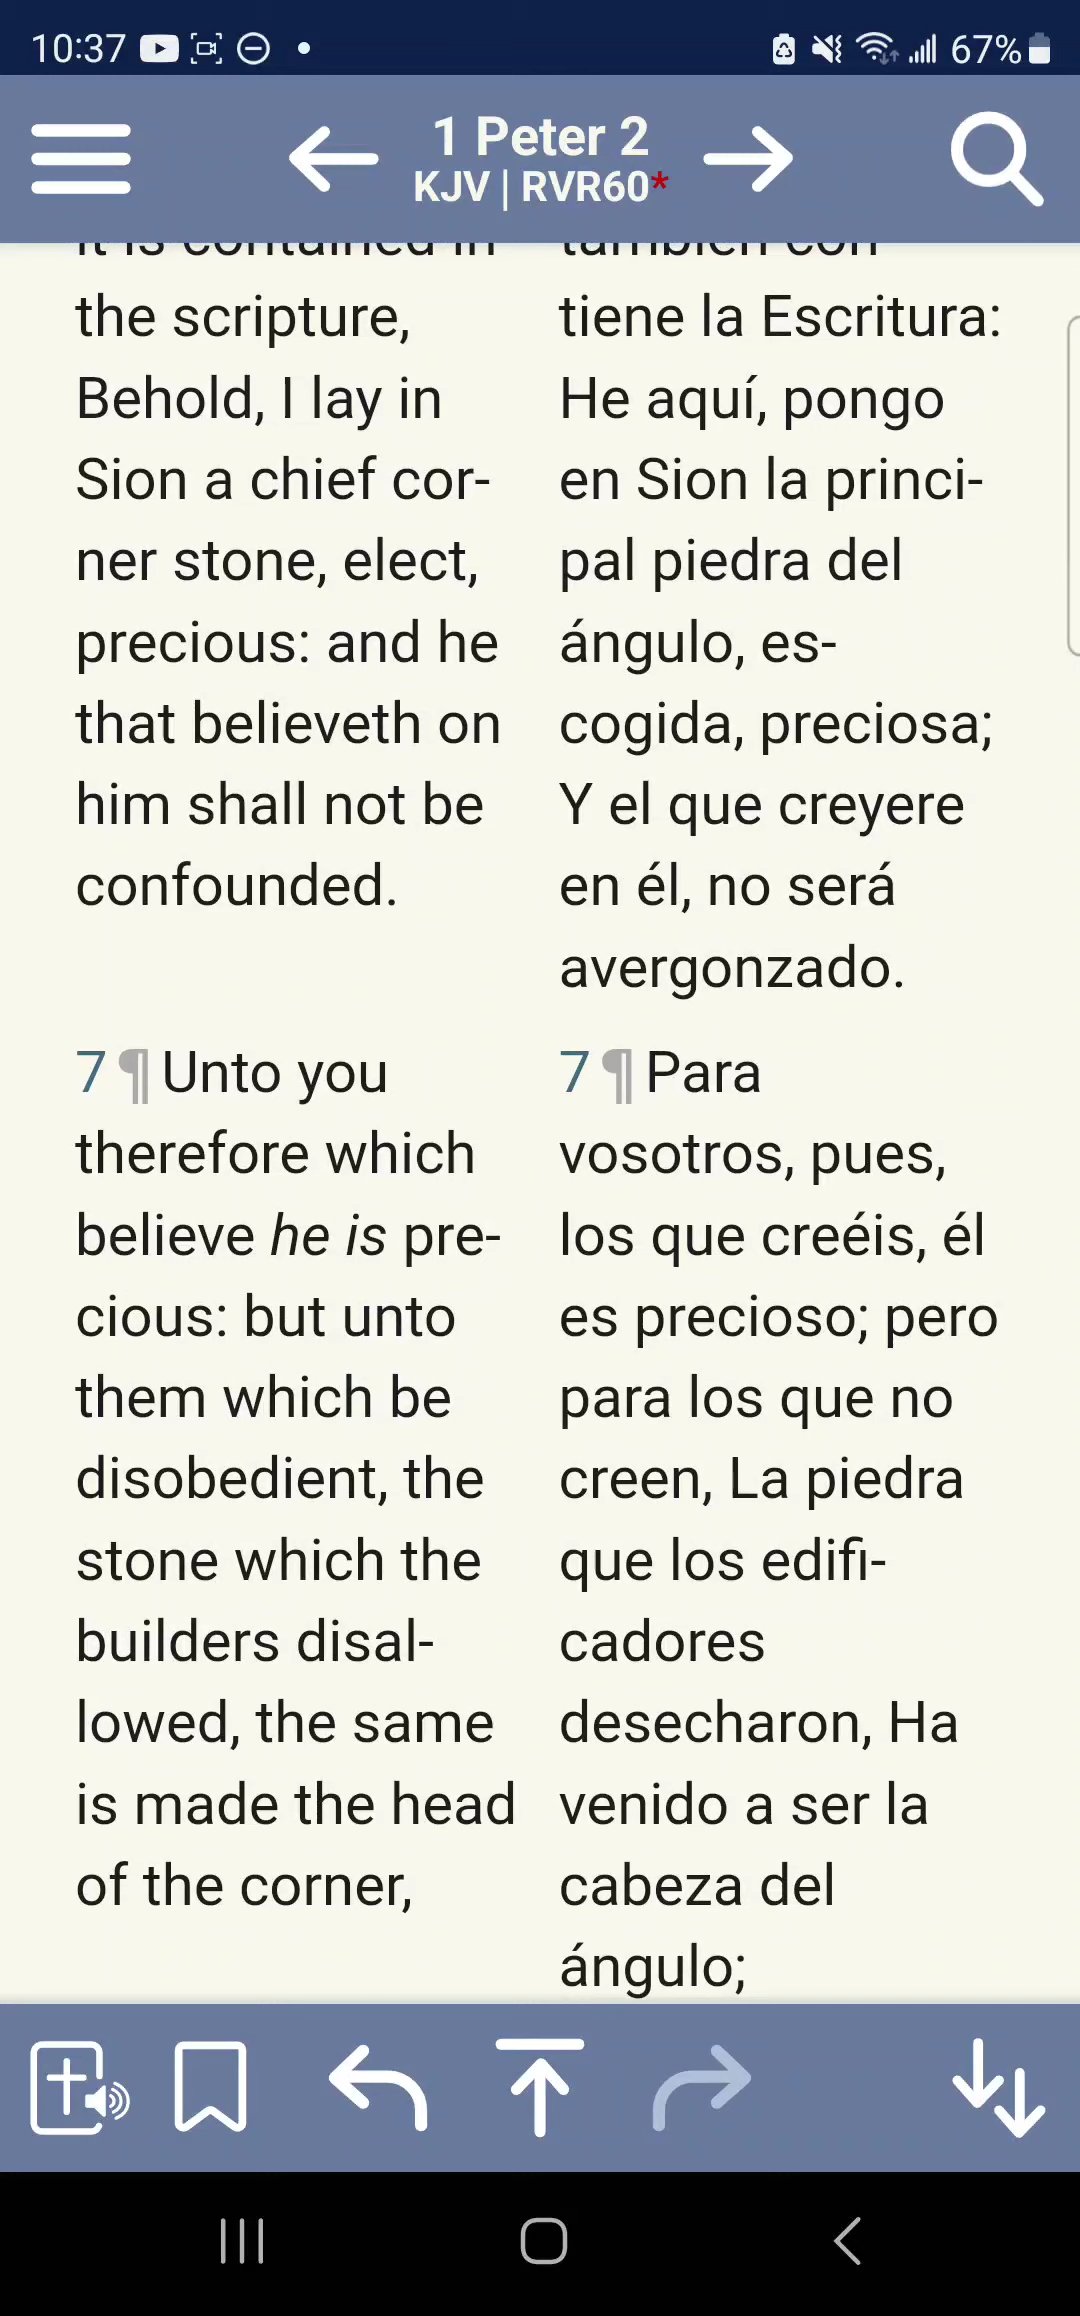 10:37
67%
1 Peter 2
KJV | RVR60*
it is contained in
the scripture,
Behold, I lay in
Sion a chief cor-
ner stone, elect,
precious: and he
that believeth on
him shall not be
confounded.
7 ¶ Unto you
therefore which
believe he is pre-
cious: but unto
them which be
disobedient, the
stone which the
builders disal-
lowed, the same
is made the head
of the corner,
también con
tiene la Escritura:
He aquí, pongo
en Sion la princi-
pal piedra del
ángulo, es-
cogida, preciosa;
Y el que creyere
en él, no será
avergonzado.
7 ¶ Para
vosotros, pues,
los que creéis, él
es precioso; pero
para los que no
creen, La piedra
que los edifi-
cadores
desecharon, Ha
venido a ser la
cabeza del
ángulo;